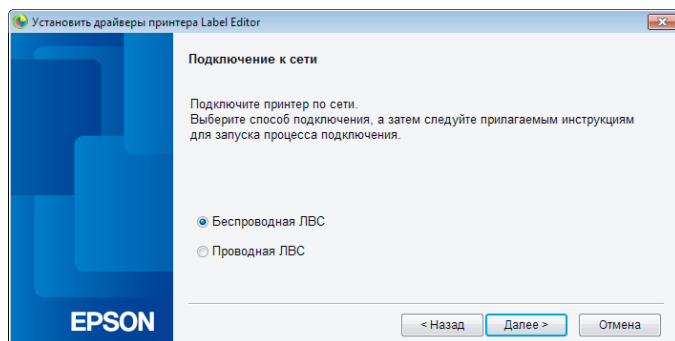 Установить драйверы принтера Label Editor
Подключение к сети
Подключите принтер по сети.
Выберите способ подключения, а затем следуйте прилагаемым инструкциям
для запуска процесса подключения.
Беспроводная ЛВС
Проводная ЛВС
EPSON
< Назад
Далее >
Отмена